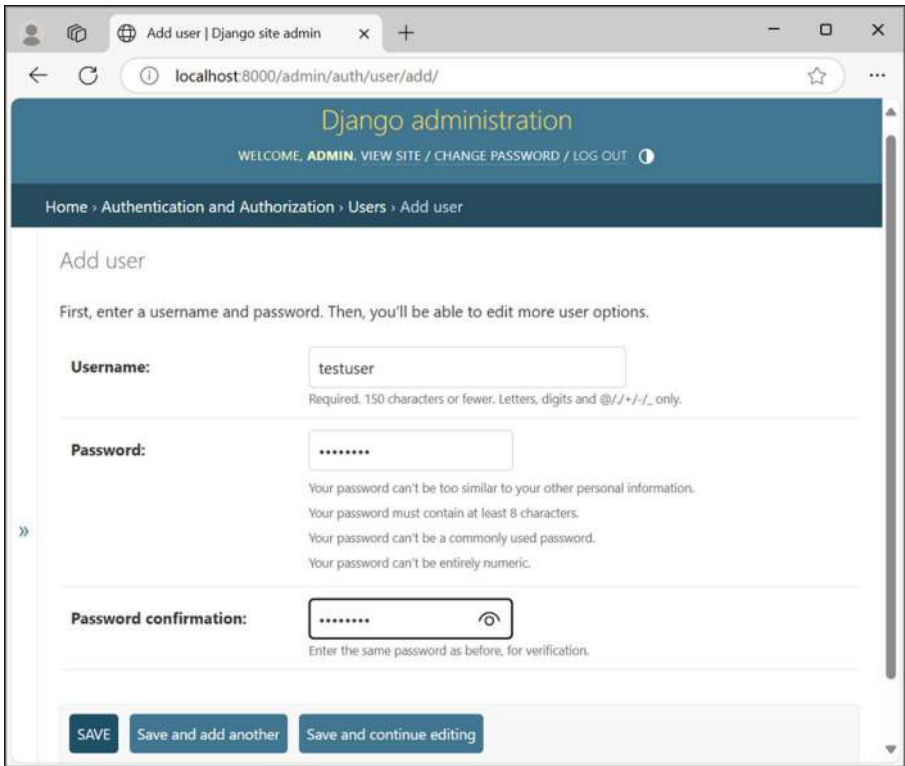 Add user | Django site admin
localhost:8000/admin/auth/user/add/
Django administration
WELCOME, ADMIN. VIEW SITE / CHANGE PASSWORD / LOG OUT
Home › Authentication and Authorization › Users › Add user
Add user
First, enter a username and password. Then, you'll be able to edit more user options.
Username:
testuser
Required. 150 characters or fewer. Letters, digits and @/./+/-/_ only.
Password:
••••••••
Your password can't be too similar to your other personal information.
Your password must contain at least 8 characters.
Your password can't be a commonly used password.
Your password can't be entirely numeric.
Password confirmation:
••••••••
Enter the same password as before, for verification.
SAVE Save and add another Save and continue editing